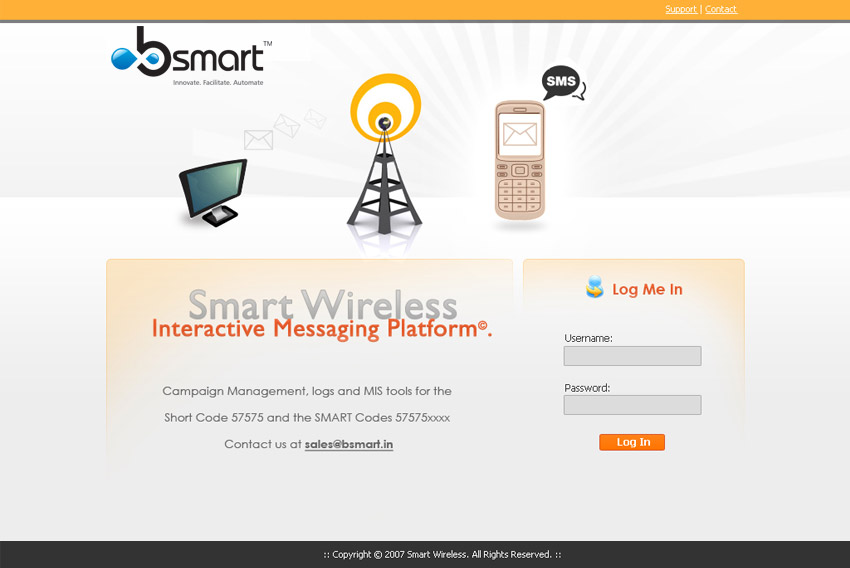 Support | Contact
bsmart™
Innovate. Facilitate. Automate
SMS
Smart Wireless
Interactive Messaging Platform©.
Campaign Management, logs and MIS tools for the
Short Code 57575 and the SMART Codes 57575xxxx
Contact us at sales@bsmart.in
Log Me In
Username:
Password:
Log In
:: Copyright © 2007 Smart Wireless. All Rights Reserved. ::